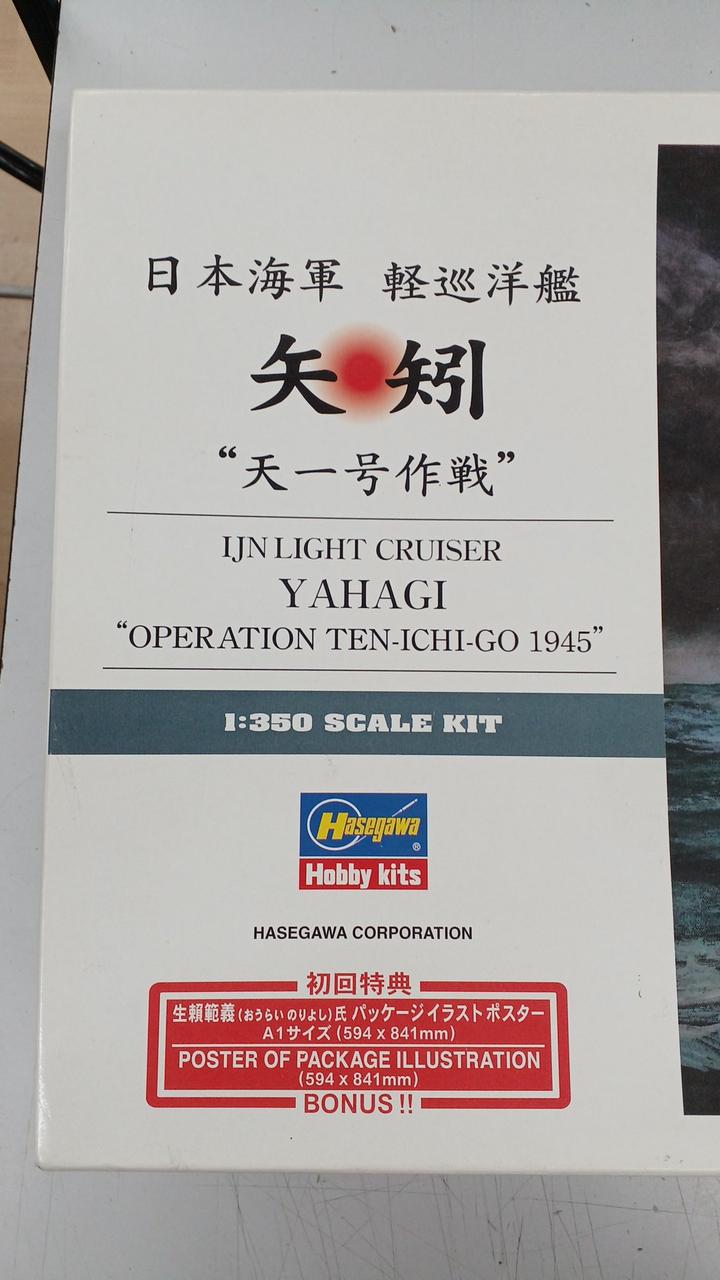 日本海軍 軽巡洋艦
矢矧
“天一号作戦”
IJN LIGHT CRUISER
YAHAGI
“OPERATION TEN-ICHI-GO 1945”
1:350 SCALE KIT
Hasegawa®
Hobby kits
HASEGAWA CORPORATION
初回特典
生賴範義(おうらい のりよし)氏 パッケージイラストポスター
A1サイズ (594 x 841mm)
POSTER OF PACKAGE ILLUSTRATION
(594 x 841mm)
BONUS !!